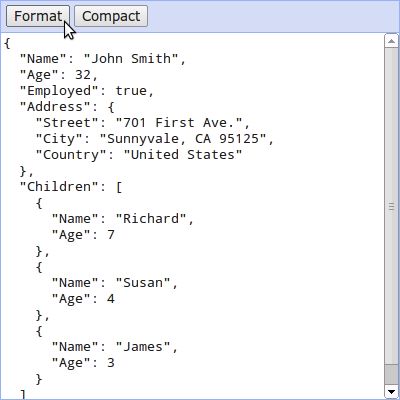 Format Compact
{
  "Name": "John Smith",
  "Age": 32,
  "Employed": true,
  "Address": {
    "Street": "701 First Ave.",
    "City": "Sunnyvale, CA 95125",
    "Country": "United States"
  },
  "Children": [
    {
      "Name": "Richard",
      "Age": 7
    },
    {
      "Name": "Susan",
      "Age": 4
    },
    {
      "Name": "James",
      "Age": 3
    }
  ]